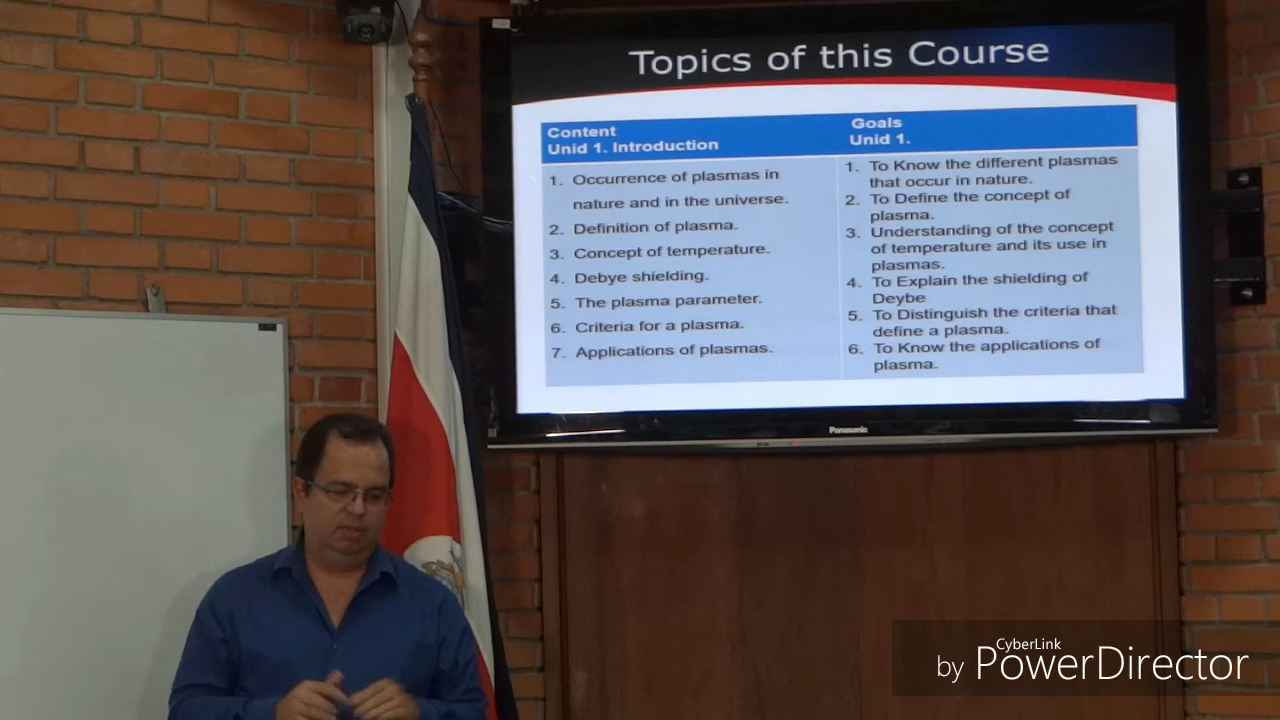 Topics of this Course
Content
Unid 1. Introduction
Goals
Unid 1.
1. Occurrence of plasmas in
nature and in the universe.
2. Definition of plasma.
3. Concept of temperature.
4. Debye shielding.
5. The plasma parameter.
6. Criteria for a plasma.
7. Applications of plasmas.
1. To Know the different plasmas
that occur in nature.
2. To Define the concept of
plasma.
3. Understanding of the concept
of temperature and its use in
plasmas.
4. To Explain the shielding of
Deybe
5. To Distinguish the criteria that
define a plasma.
6. To Know the applications of
plasma.
Panasonic
CyberLink
by PowerDirector